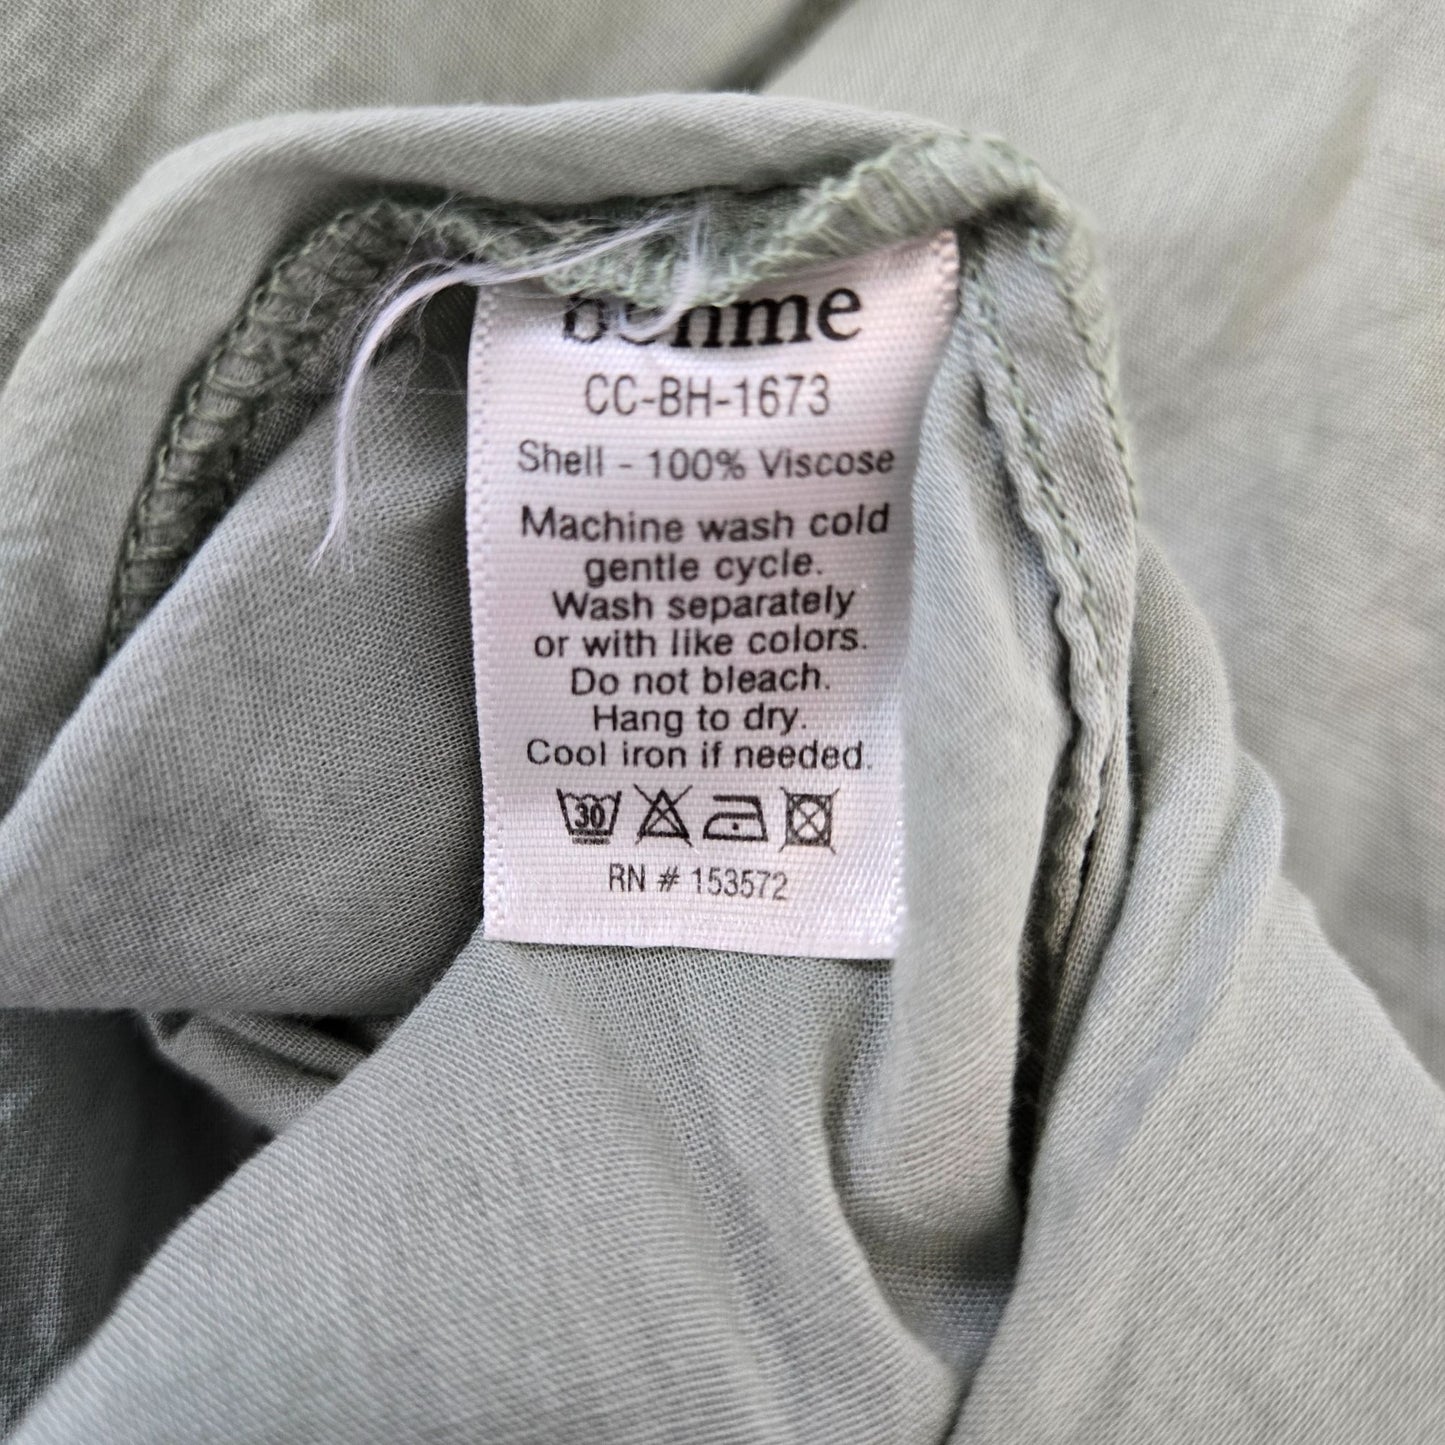 bohme
CC-BH-1673
Shell - 100% Viscose
Machine wash cold
gentle cycle.
Wash separately
or with like colors.
Do not bleach.
Hang to dry.
Cool iron if needed.
30
RN # 153572